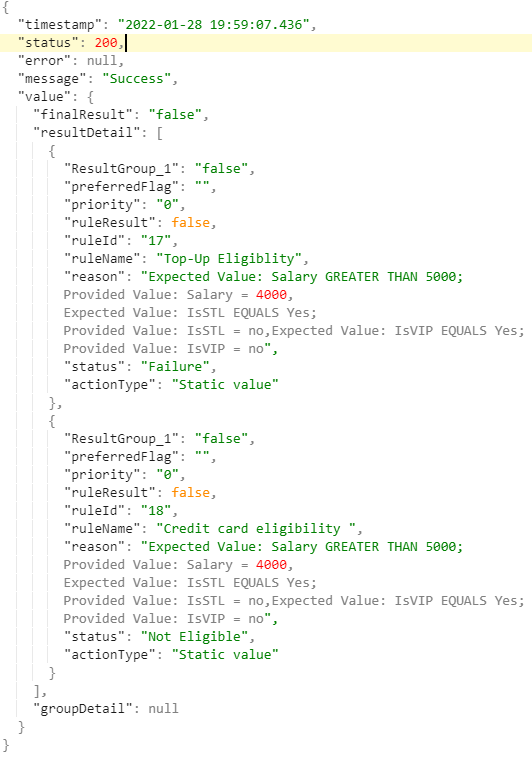 {
"timestamp": "2022-01-28 19:59:07.436",
"status": 200,
"error": null,
"message": "Success",
"value": {
"finalResult": "false",
"resultDetail": [
{
"ResultGroup_1": "false",
"preferredFlag": "",
"priority": "0",
"ruleResult": false,
"ruleId": "17",
"ruleName": "Top-Up Eligiblity",
"reason": "Expected Value: Salary GREATER THAN 5000;
Provided Value: Salary = 4000,
Expected Value: IsSTL EQUALS Yes;
Provided Value: IsSTL = no,Expected Value: IsVIP EQUALS Yes;
Provided Value: IsVIP = no",
"status": "Failure",
"actionType": "Static value"
},
{
"ResultGroup_1": "false",
"preferredFlag": "",
"priority": "0",
"ruleResult": false,
"ruleId": "18",
"ruleName": "Credit card eligibility ",
"reason": "Expected Value: Salary GREATER THAN 5000;
Provided Value: Salary = 4000,
Expected Value: IsSTL EQUALS Yes;
Provided Value: IsSTL = no,Expected Value: IsVIP EQUALS Yes;
Provided Value: IsVIP = no",
"status": "Not Eligible",
"actionType": "Static value"
}
],
"groupDetail": null
}
}